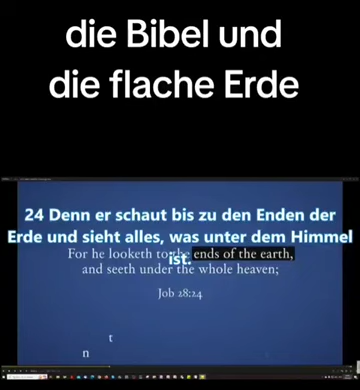 die Bibel und
die flache Erde
24 Denn er schaut bis zu den Enden der
Erde und sieht alles, was unter dem Himmel
ist.
For he looketh to the ends of the earth,
and seeth under the whole heaven;
Job 28:24
t
n